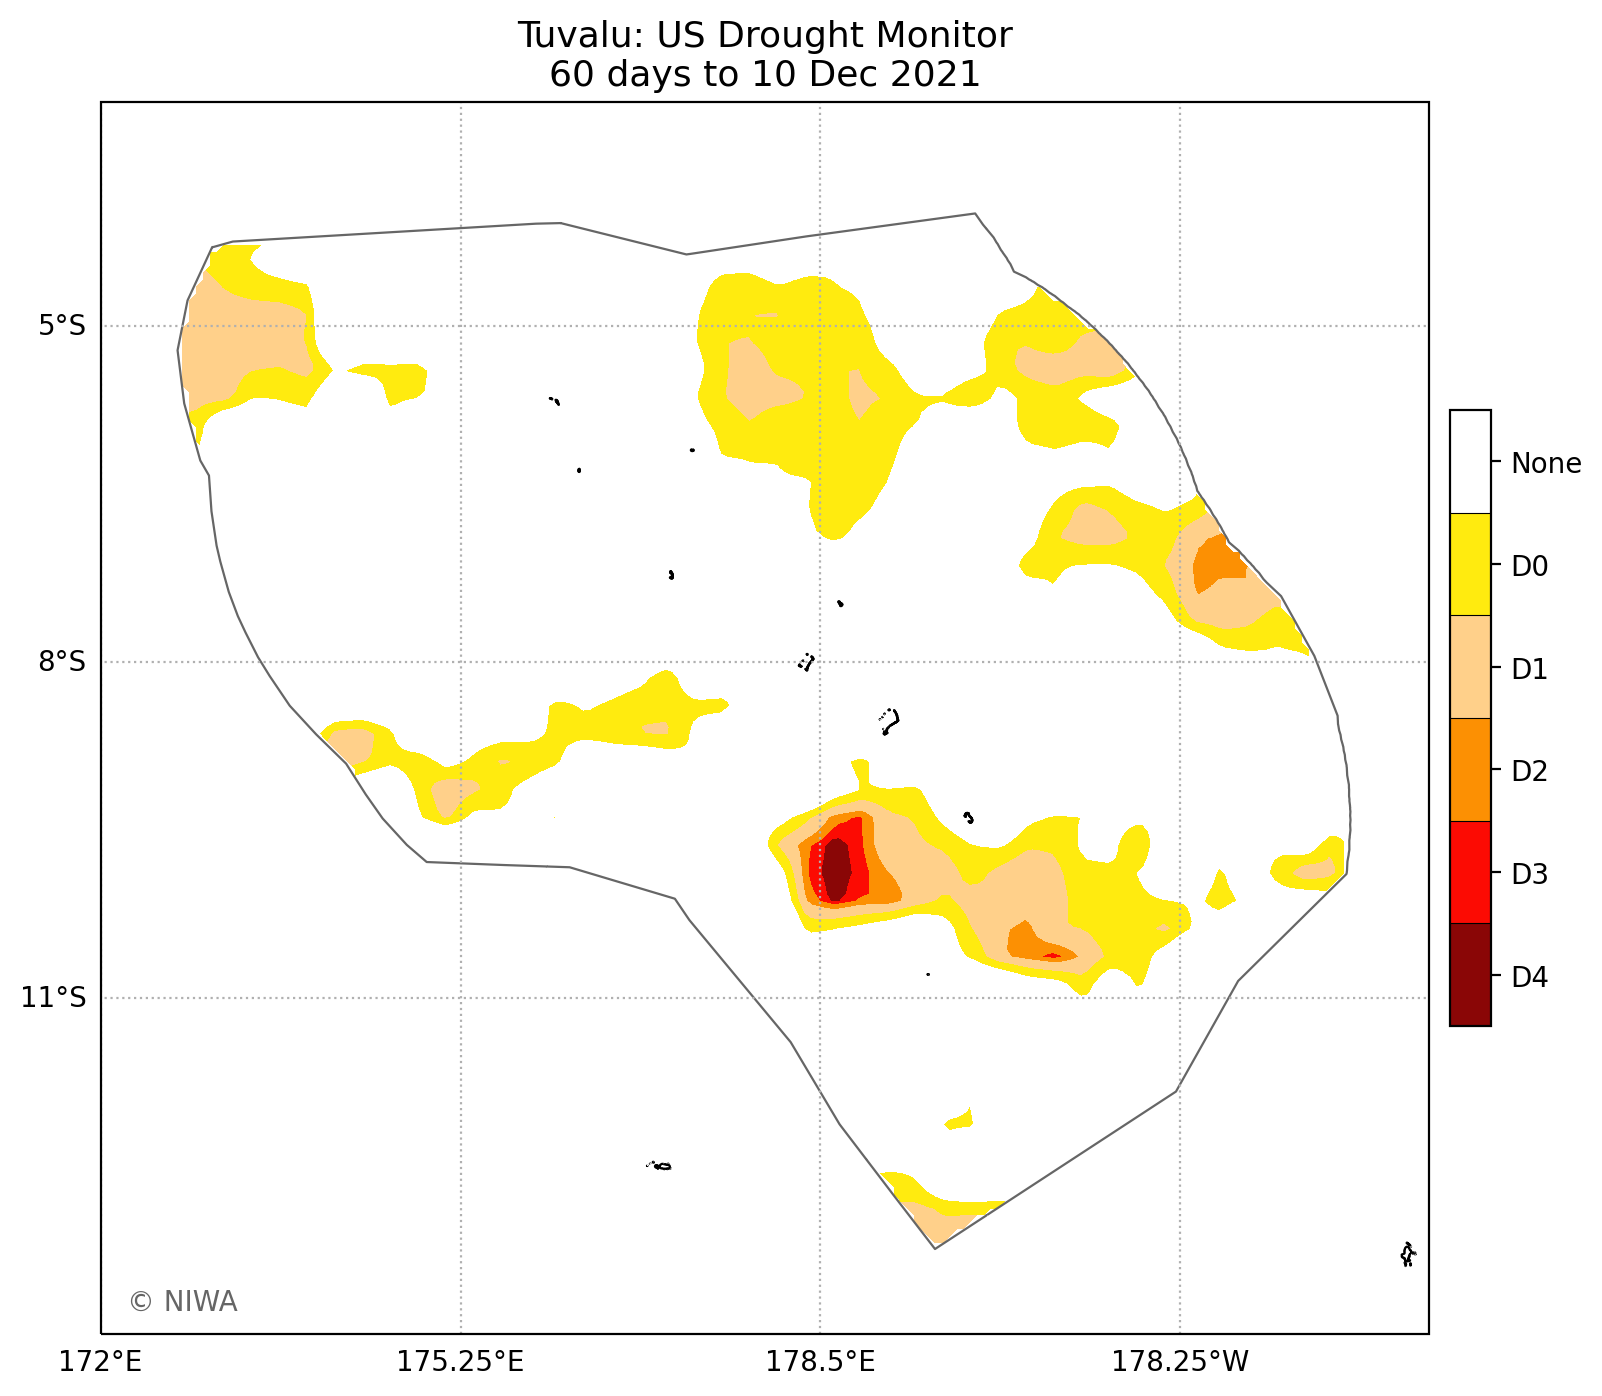 Tuvalu: US Drought Monitor
60 days to 10 Dec 2021
5°S
8°S
11°S
172°E
175.25°E
178.5°E
178.25°W
None
D0
D1
D2
D3
D4
© NIWA